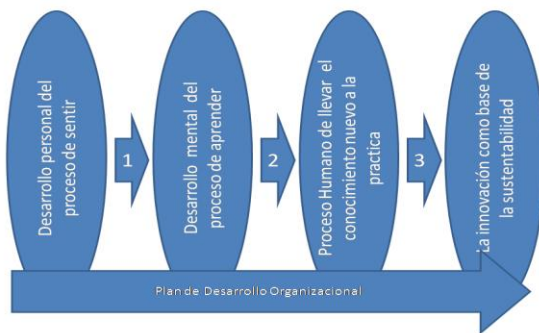 Desarrollo personal del
proceso de sentir
1
Desarrollo mental del
proceso de aprender
2
Proceso Humano de llevar el
conocimiento nuevo a la
practica
3
La innovación como base de
la sustentabilidad
Plan de Desarrollo Organizacional